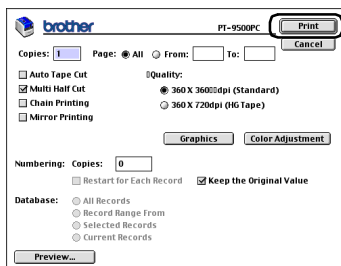 brother PT-9500PC Print
Cancel
Copies: 1 Page: All From: To:
Auto Tape Cut Quality:
Multi Half Cut 360 X 360 dpi (Standard)
Chain Printing 360 X 720dpi (HG Tape)
Mirror Printing
Graphics Color Adjustment
Numbering: Copies: 0
Restart for Each Record Keep the Original Value
Database: All Records
Record Range From
Selected Records
Current Records
Preview...